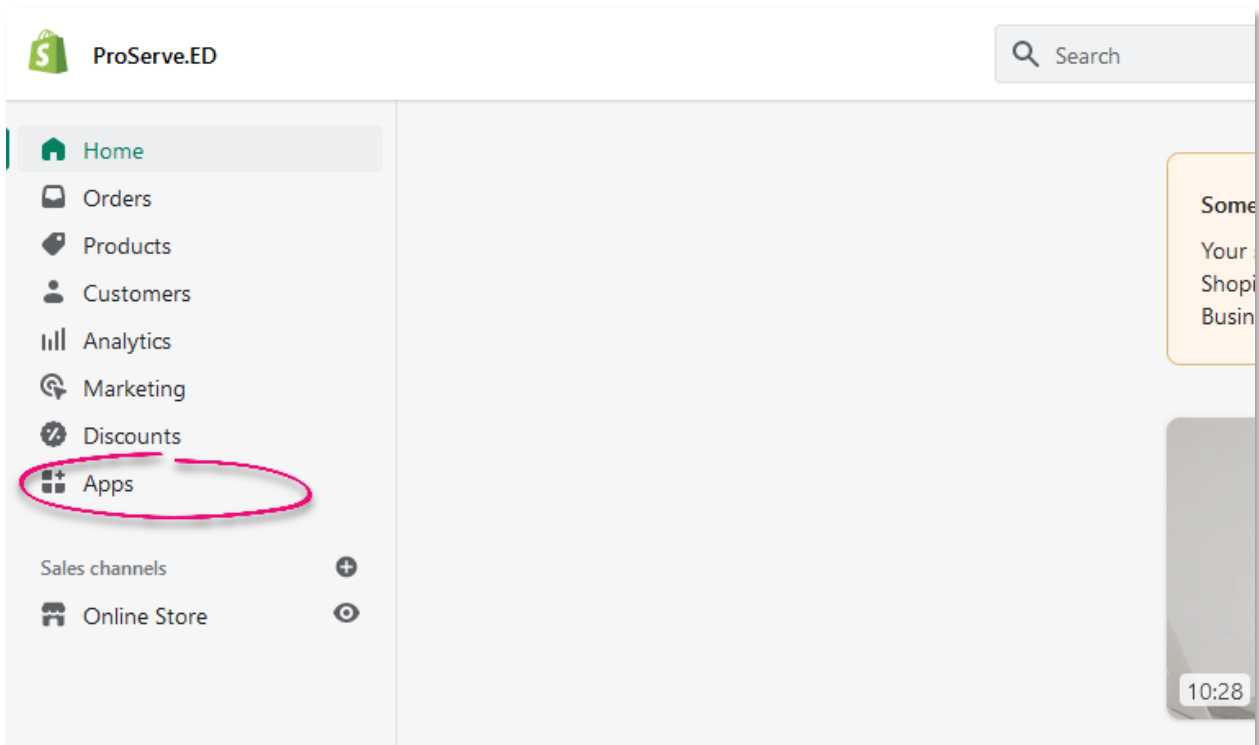 ProServe.ED
Search
Home
Orders
Products
Customers
Analytics
Marketing
Discounts
Apps
Sales channels
Online Store
Some
Your
Shopi
Busin
10:28